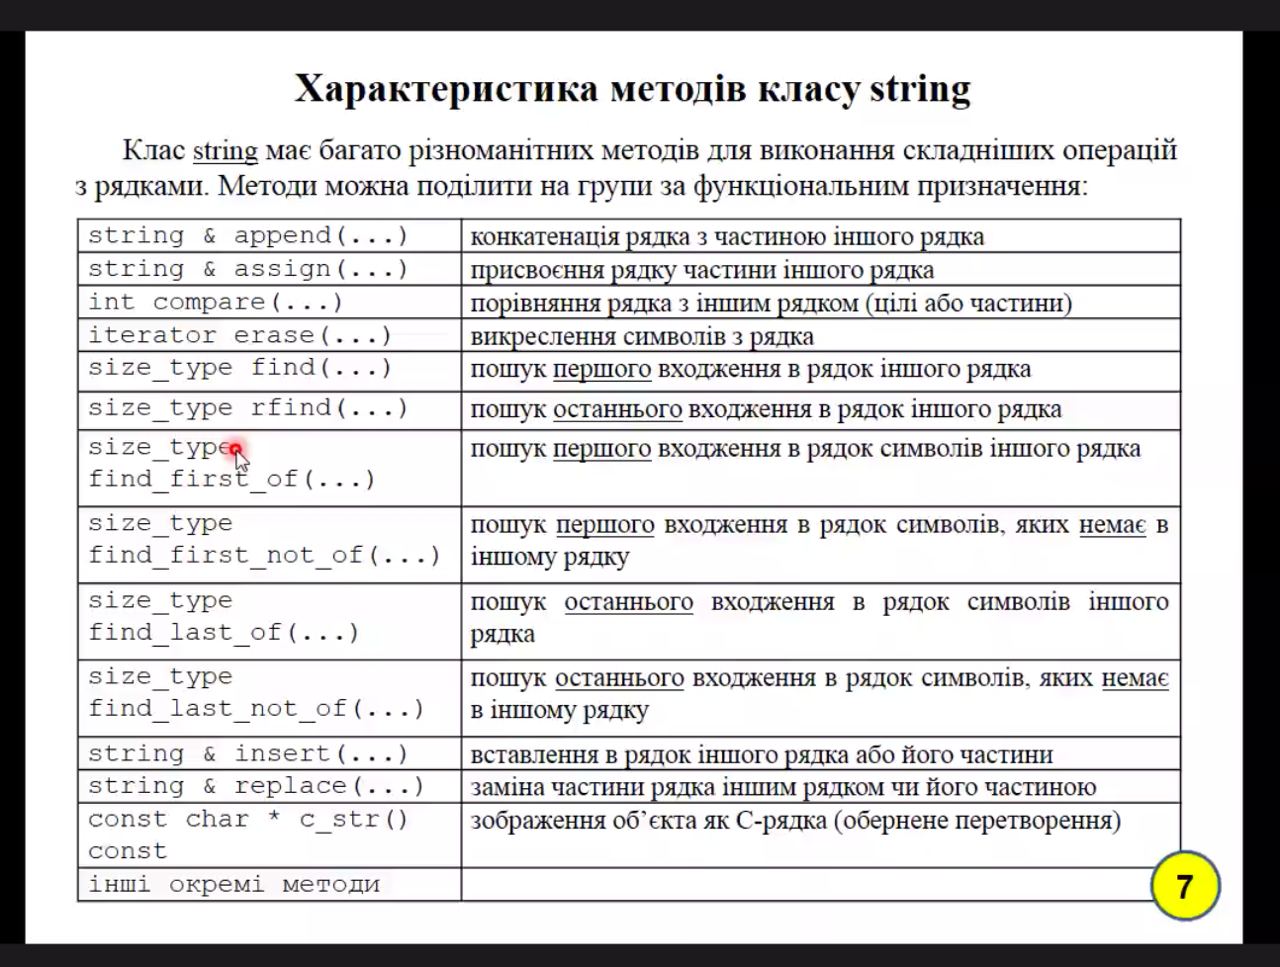 Характеристика методів класу string
Клас string має багато різноманітних методів для виконання складніших операцій
з рядками. Методи можна поділити на групи за функціональним призначення:
string & append(...) конкатенація рядка з частиною іншого рядка
string & assign(...) присвоєння рядку частини іншого рядка
int compare(...) порівняння рядка з іншим рядком (цілі або частини)
iterator erase(...) викреслення символів з рядка
size_type find(...) пошук першого входження в рядок іншого рядка
size_type rfind(...) пошук останнього входження в рядок іншого рядка
size_type пошук першого входження в рядок символів іншого рядка
find_first_of(...)
size_type пошук першого входження в рядок символів, яких немає в
find_first_not_of(...) іншому рядку
size_type пошук останнього входження в рядок символів іншого
find_last_of(...) рядка
size_type пошук останнього входження в рядок символів, яких немає
find_last_not_of(...) в іншому рядку
string & insert(...) вставлення в рядок іншого рядка або його частини
string & replace(...) заміна частини рядка іншим рядком чи його частиною
const char * c_str() зображення об’єкта як С-рядка (обернене перетворення)
const
інші окремі методи
7